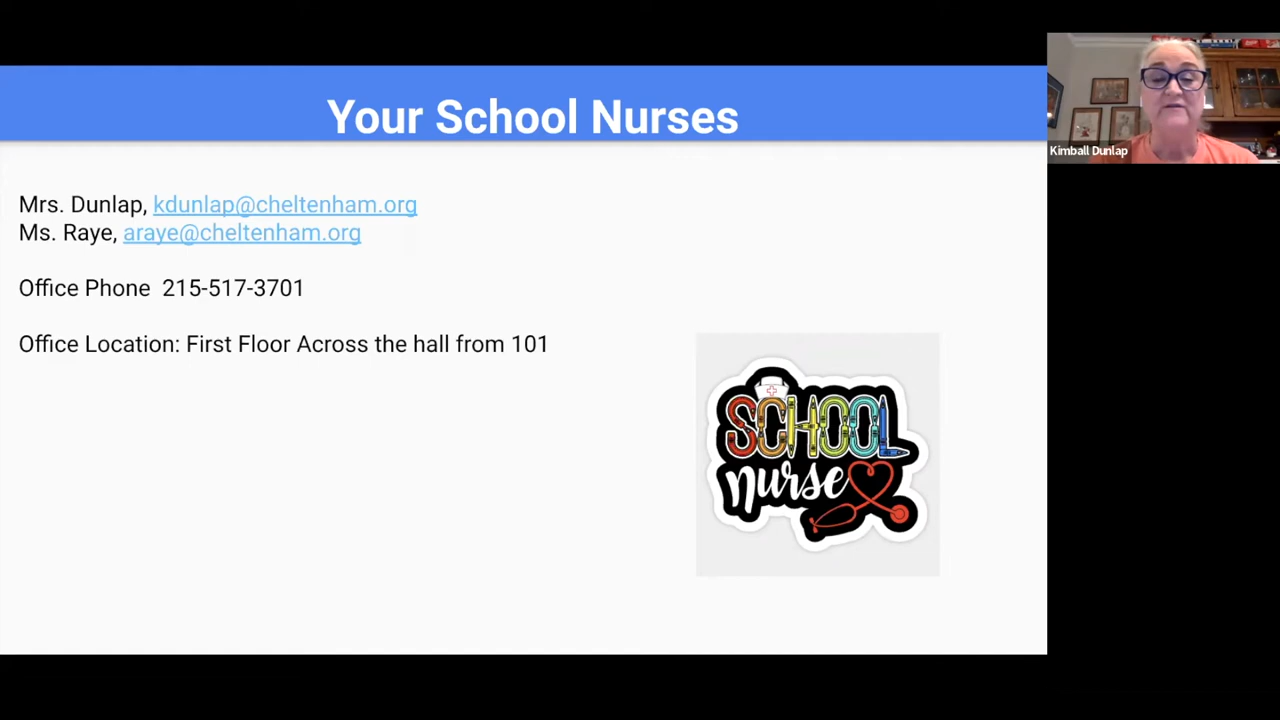 Your School Nurses
Kimball Dunlap
Mrs. Dunlap, kdunlap@cheltenham.org
Ms. Raye, araye@cheltenham.org
Office Phone  215-517-3701
Office Location: First Floor Across the hall from 101
SCHOOL
nurse